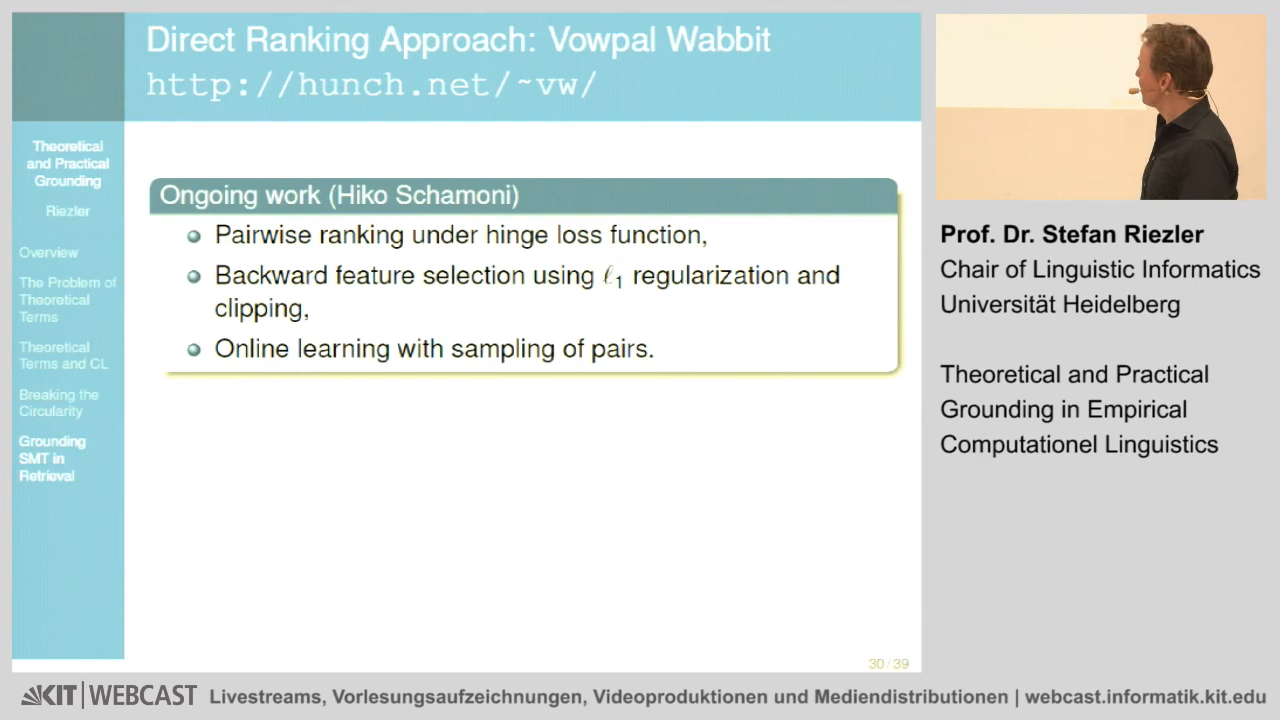 Direct Ranking Approach: Vowpal Wabbit
http://hunch.net/~vw/
Theoretical
and Practical
Grounding
Riezler
Overview
The Problem of
Theoretical
Terms
Theoretical
Terms and CL
Breaking the
Circularity
Grounding
SMT in
Retrieval
Ongoing work (Hiko Schamoni)
Pairwise ranking under hinge loss function,
Backward feature selection using ℓ1 regularization and
clipping,
Online learning with sampling of pairs.
30/39
Prof. Dr. Stefan Riezler
Chair of Linguistic Informatics
Universität Heidelberg
Theoretical and Practical
Grounding in Empirical
Computationel Linguistics
KIT WEBCAST Livestreams, Vorlesungsaufzeichnungen, Videoproduktionen und Mediendistributionen | webcast.informatik.kit.edu